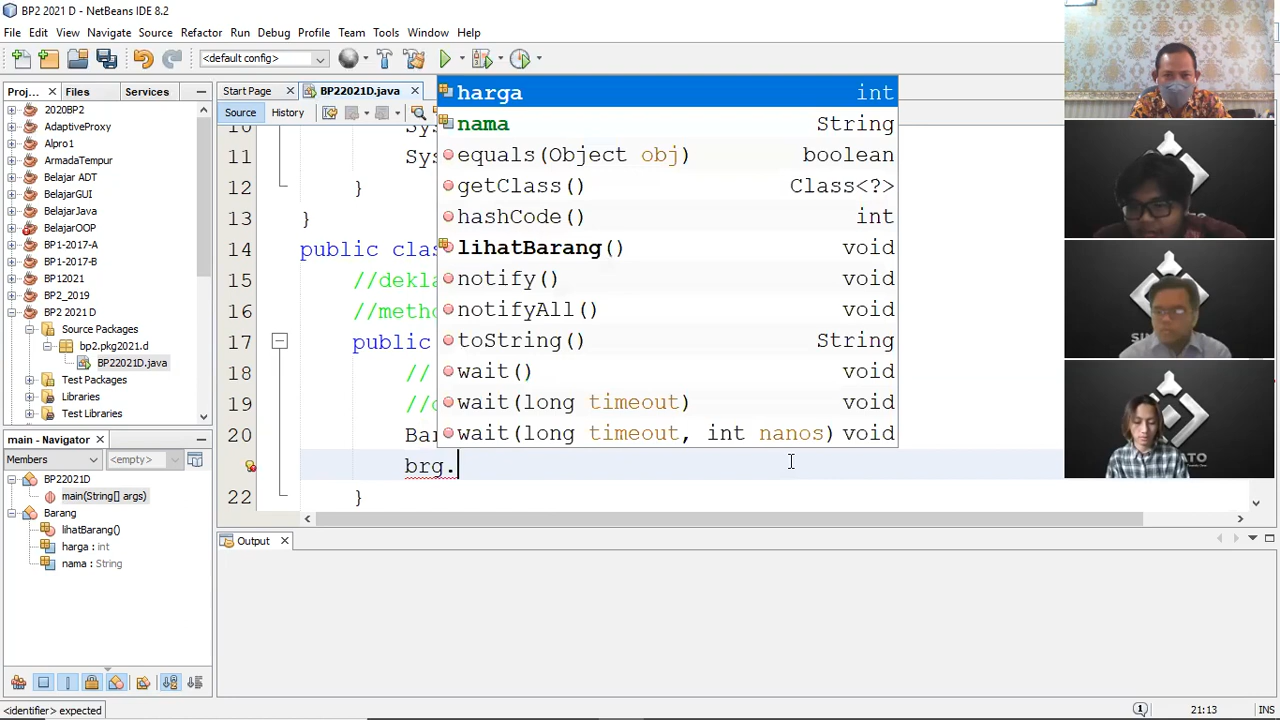 BP2 2021 D - NetBeans IDE 8.2
File Edit View Navigate Source Refactor Run Debug Profile Team Tools Window Help
<default config>
Proj... Files Services
Start Page BP22021D.java
Source History
2020BP2
AdaptiveProxy
Alpro1
ArmadaTempur
Belajar ADT
BelajarGUI
BelajarJava
BelajarOOP
BP1-2017-A
BP1-2017-B
BP12021
BP2_2019
BP2 2021 D
Source Packages
bp2.pkg2021.d
BP22021D.java
Test Packages
Libraries
Test Libraries
main - Navigator
Members <empty>
BP22021D
main(String[] args)
Barang
lihatBarang()
harga : int
nama : String
10 Sys
11 Sy
12 }
13 }
14 public clas
15 //dekla
16 //metho
17 public
18 //
19 //d
20 Bar
brg.
22 }
harga int
nama String
equals(Object obj) boolean
getClass() Class<?>
hashCode() int
lihatBarang() void
notify() void
notifyAll() void
toString() String
wait() void
wait(long timeout) void
wait(long timeout, int nanos) void
Output
<identifier> expected
1
21:13
INS